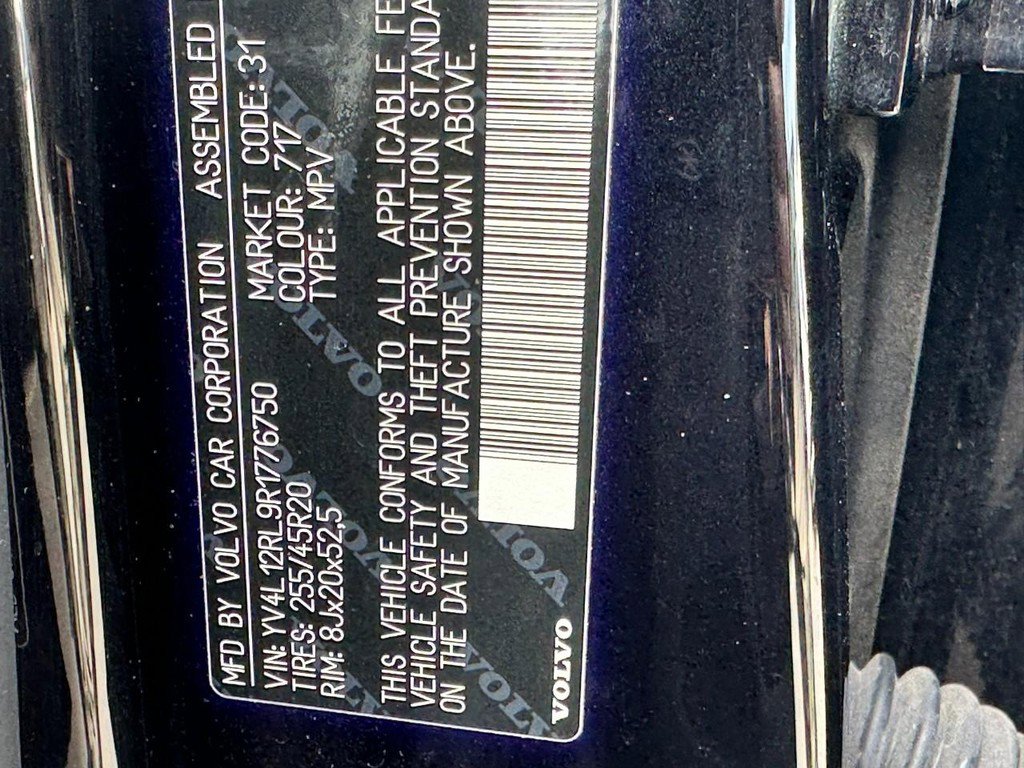 MFD BY VOLVO CAR CORPORATION ASSEMBLED
VIN: YV4L12RL9R1776750 MARKET CODE: 31
TIRES: 255/45R20 COLOUR: 717
RIM: 8Jx20x52,5 TYPE: MPV
THIS VEHICLE CONFORMS TO ALL APPLICABLE FE
VEHICLE SAFETY AND THEFT PREVENTION STANDA
ON THE DATE OF MANUFACTURE SHOWN ABOVE.
VOLVO